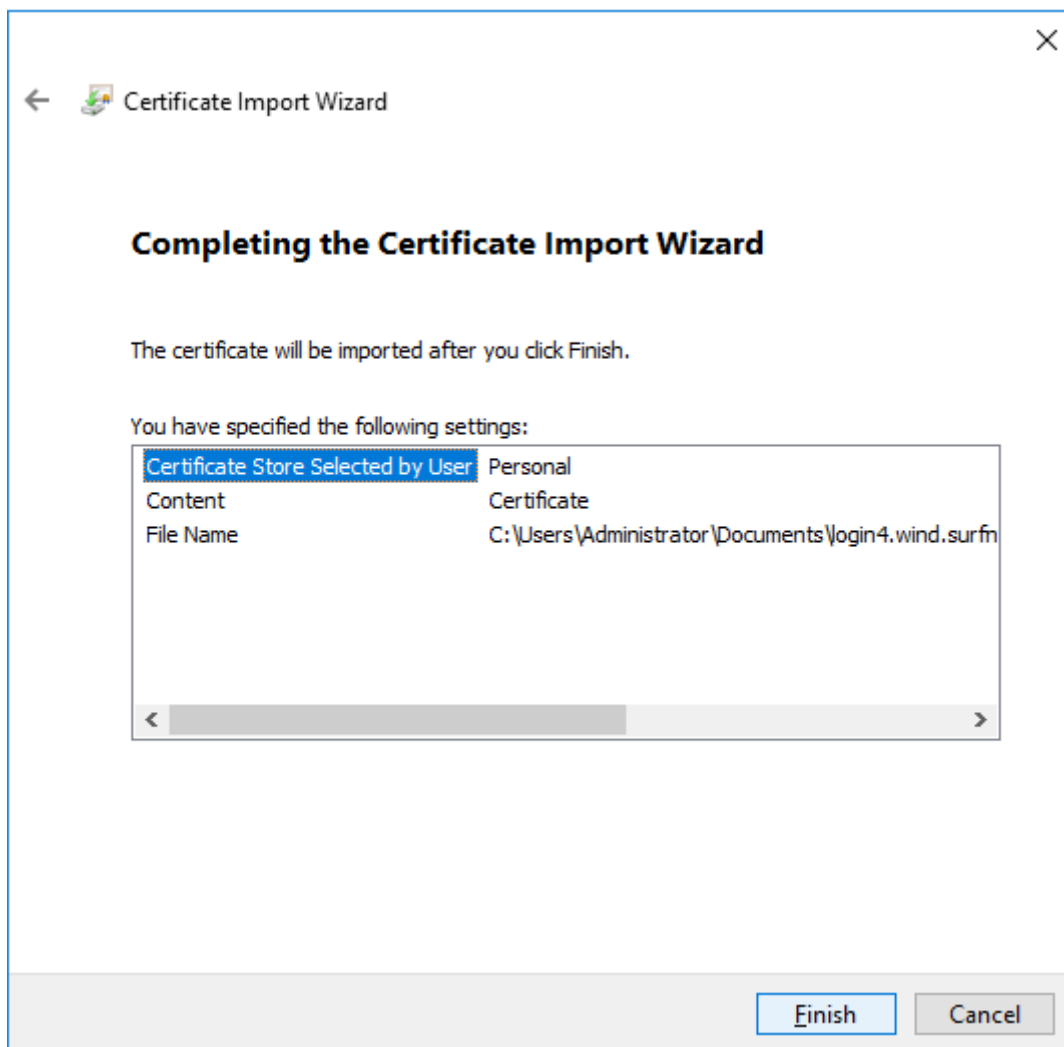 Certificate Import Wizard
Completing the Certificate Import Wizard
The certificate will be imported after you click Finish.
You have specified the following settings:
Certificate Store Selected by User Personal
Content Certificate
File Name C:\Users\Administrator\Documents\login4.wind.surfn
Finish Cancel